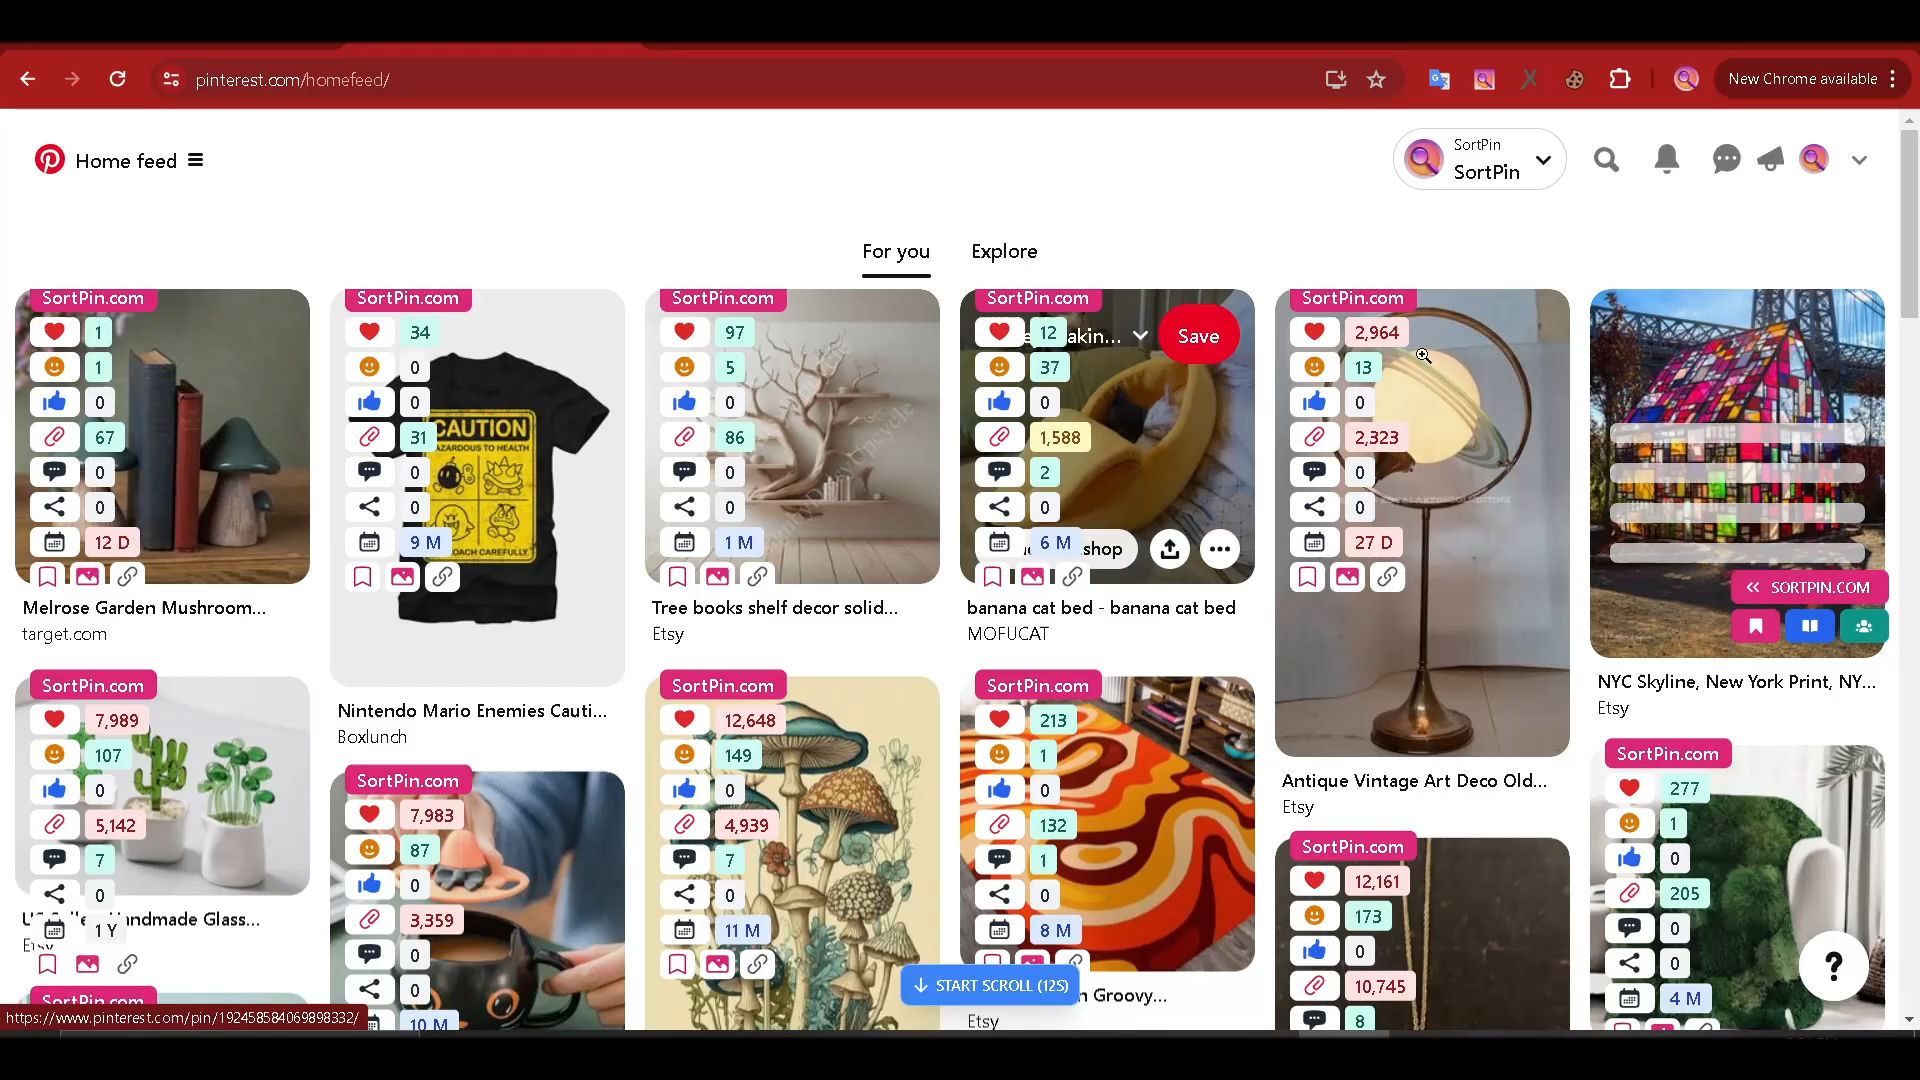 pinterest.com/homefeed/
New Chrome available
Home feed
SortPin
SortPin
For you
Explore
SortPin.com
1
1
0
67
0
0
12 D
Melrose Garden Mushroom...
target.com
SortPin.com
34
0
0
31
0
0
9 M
CAUTION
AZARDOUS TO HEALTH
OACH CAREFULLY
Nintendo Mario Enemies Cauti...
Boxlunch
SortPin.com
97
5
0
86
0
0
1 M
Tree books shelf decor solid...
Etsy
SortPin.com
12
akin...
Save
37
0
1,588
2
0
6 M
shop
banana cat bed - banana cat bed
MOFUCAT
SortPin.com
2,964
13
0
2,323
0
0
27 D
Antique Vintage Art Deco Old...
Etsy
SORTPIN.COM
NYC Skyline, New York Print, NY...
Etsy
SortPin.com
7,989
107
0
5,142
7
0
1 Y
ndmade Glass...
SortPin.com
SortPin.com
7,983
87
0
3,359
0
0
10 M
SortPin.com
12,648
149
0
4,939
7
0
11 M
SortPin.com
213
1
0
132
1
0
8 M
Groovy...
Etsy
SortPin.com
12,161
173
0
10,745
8
SortPin.com
277
1
0
205
0
0
4 M
START SCROLL (12S)
?
https://www.pinterest.com/pin/192458584069898332/